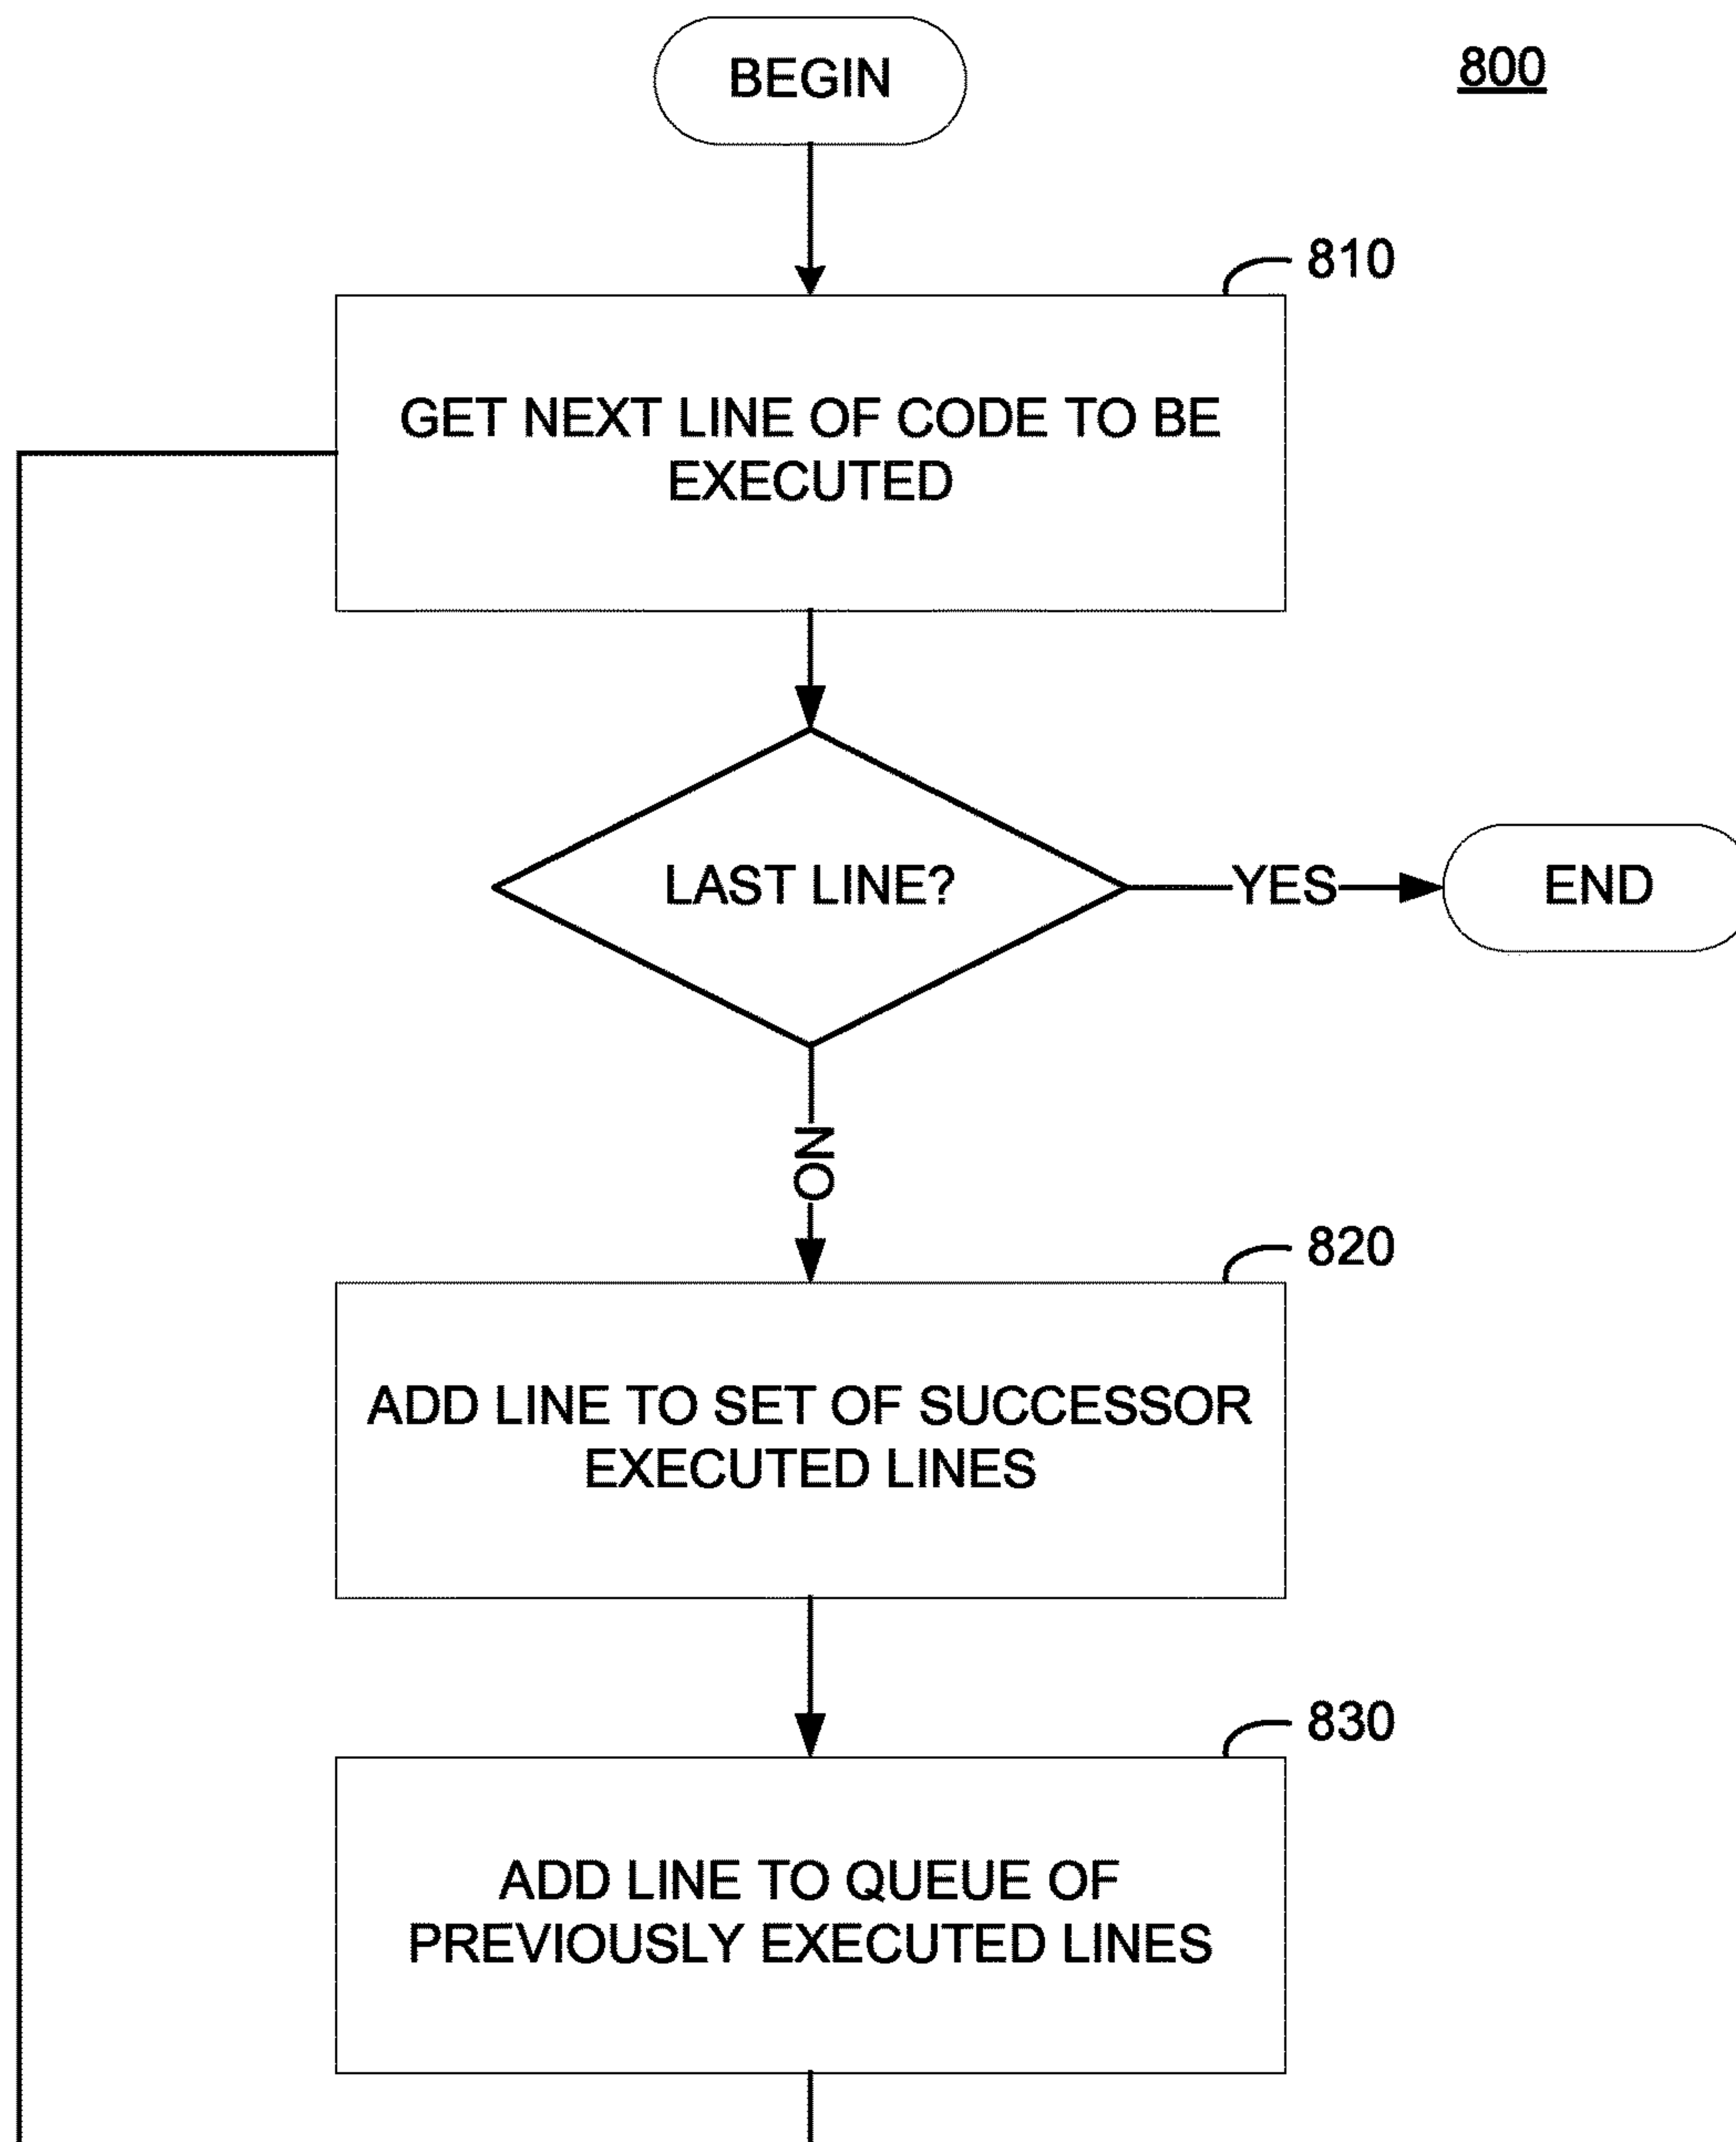 BEGIN
800
810
GET NEXT LINE OF CODE TO BE
EXECUTED
LAST LINE?
YES
END
NO
820
ADD LINE TO SET OF SUCCESSOR
EXECUTED LINES
830
ADD LINE TO QUEUE OF
PREVIOUSLY EXECUTED LINES